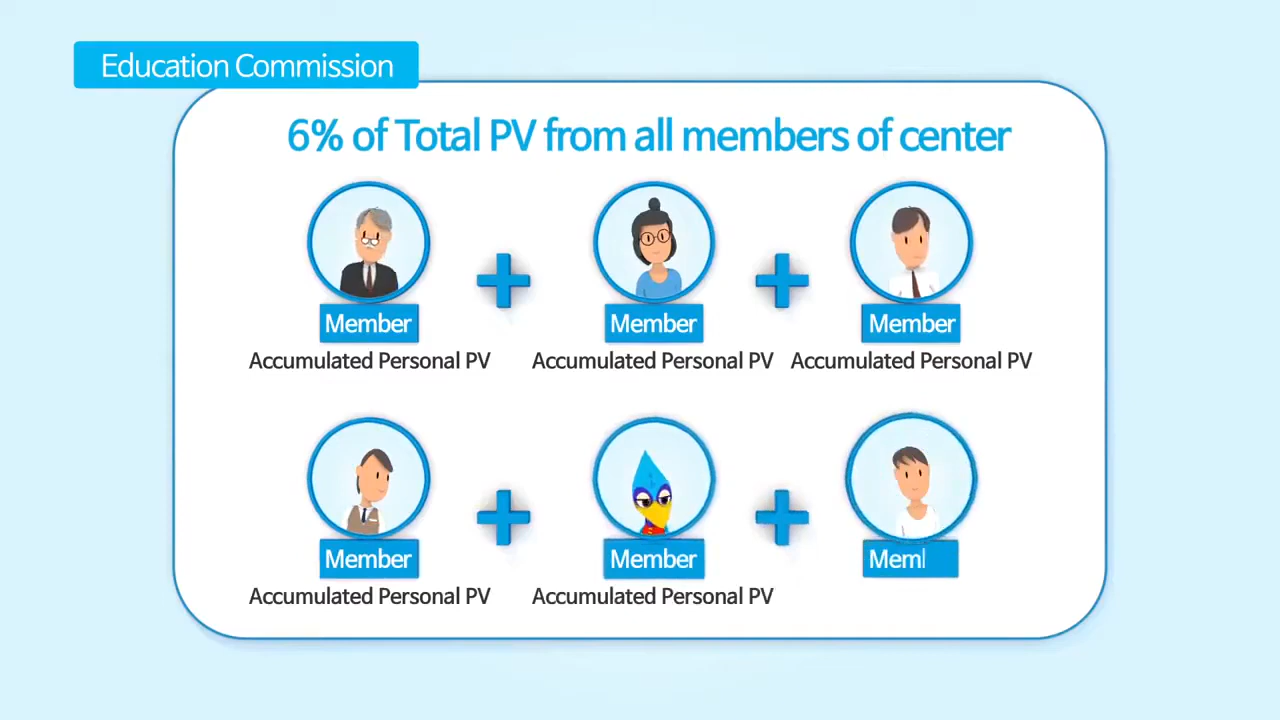 Education Commission
6% of Total PV from all members of center
Member
Member
Member
Accumulated Personal PV
Accumulated Personal PV
Accumulated Personal PV
Member
Member
Meml
Accumulated Personal PV
Accumulated Personal PV